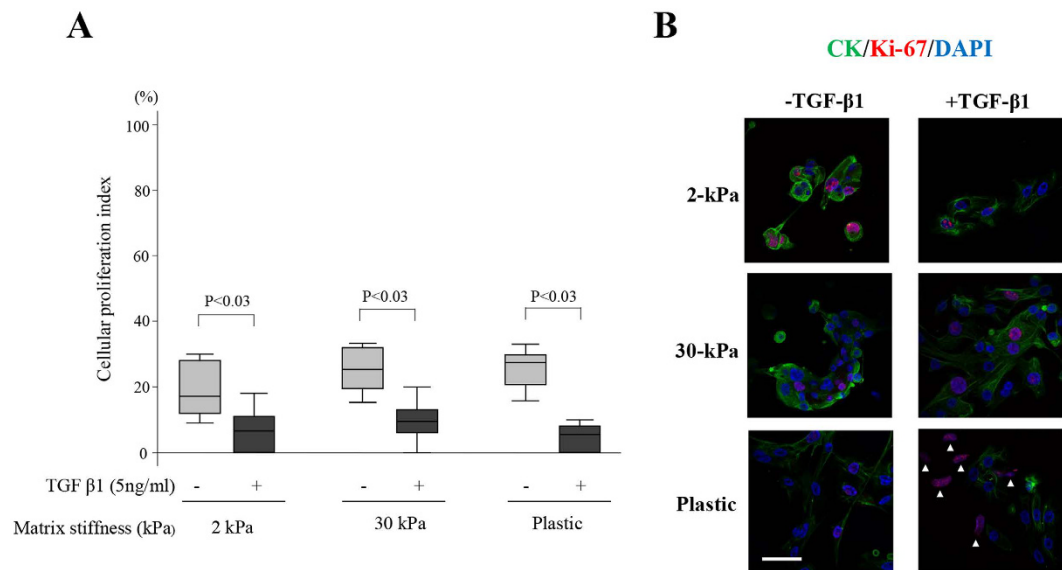 A
(%)
100
80
60
40
20
0
Cellular proliferation index
P<0.03
P<0.03
P<0.03
TGF β1 (5ng/ml)
- + - + - +
Matrix stiffness (kPa)
2 kPa 30 kPa Plastic
B
CK/Ki-67/DAPI
-TGF-β1 +TGF-β1
2-kPa
30-kPa
Plastic